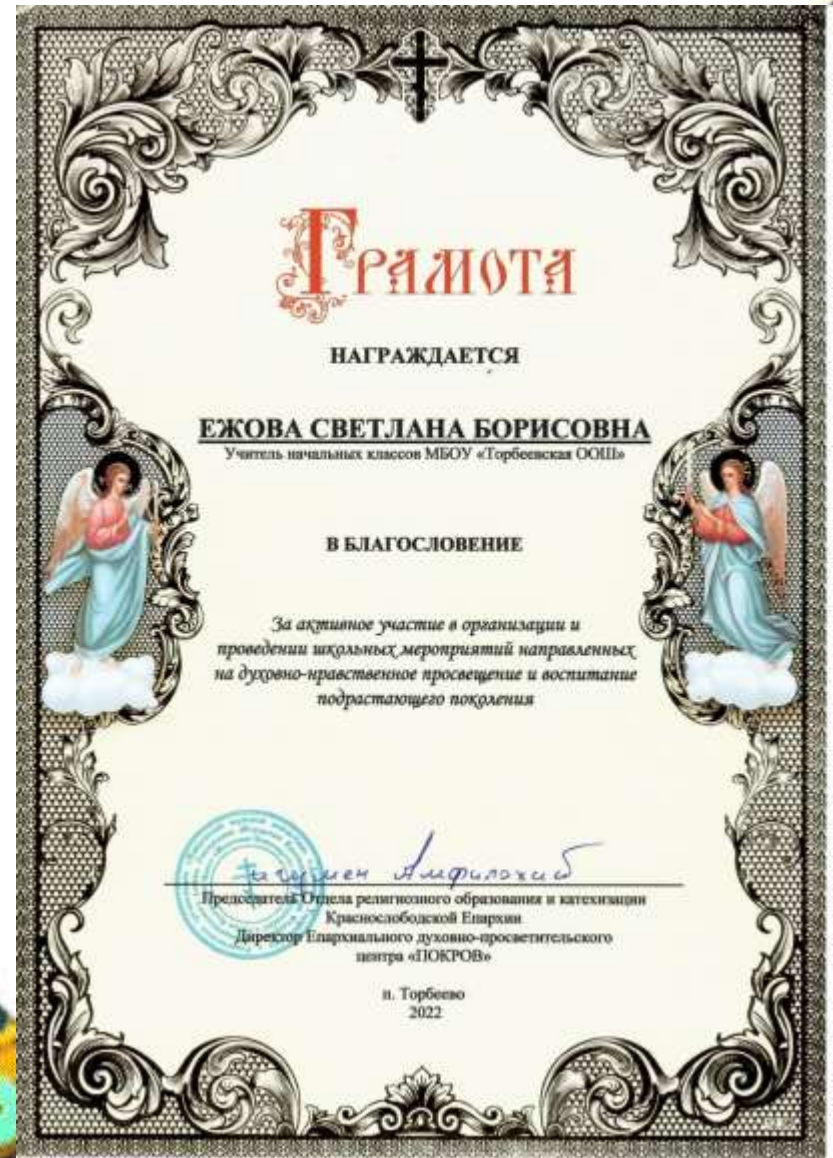 ГРАМОТА
НАГРАЖДАЕТСЯ
ЕЖОВА СВЕТЛАНА БОРИСОВНА
Учитель начальных классов МБОУ «Торбеевская ООШ»
В БЛАГОСЛОВЕНИЕ
За активное участие в организации и
проведении школьных мероприятий направленных
на духовно-нравственное просвещение и воспитание
подрастающего поколения
игумен Амфилохий
Председатель Отдела религиозного образования и катехизации
Краснослободской Епархии
Директор Епархиального духовно-просветительского
центра «ПОКРОВ»
п. Торбеево
2022